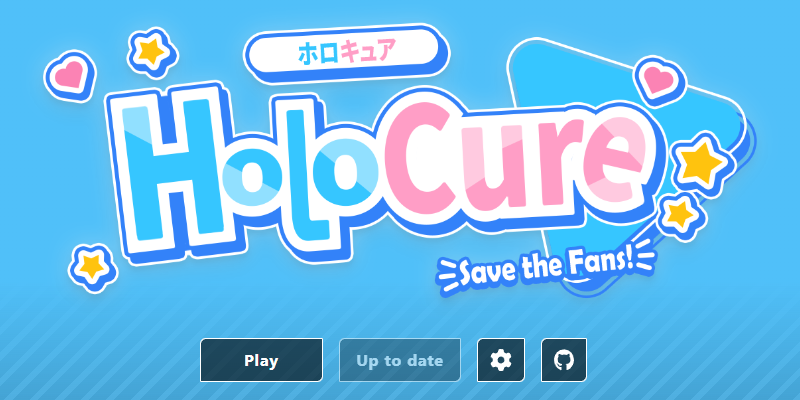 ホロキュア
HoloCure
Save the Fans!
Play
Up to date